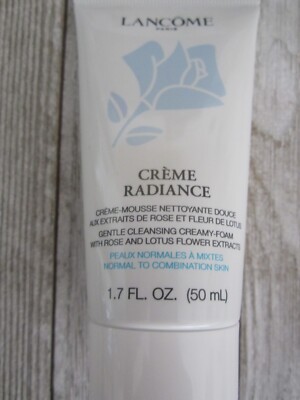 LANCÔME
PARIS
CRÈME
RADIANCE
CRÈME-MOUSSE NETTOYANTE DOUCE
AUX EXTRAITS DE ROSE ET FLEUR DE LOTUS
GENTLE CLEANSING CREAMY-FOAM
WITH ROSE AND LOTUS FLOWER EXTRACTS
PEAUX NORMALES À MIXTES
NORMAL TO COMBINATION SKIN
1.7 FL. OZ. (50 mL)